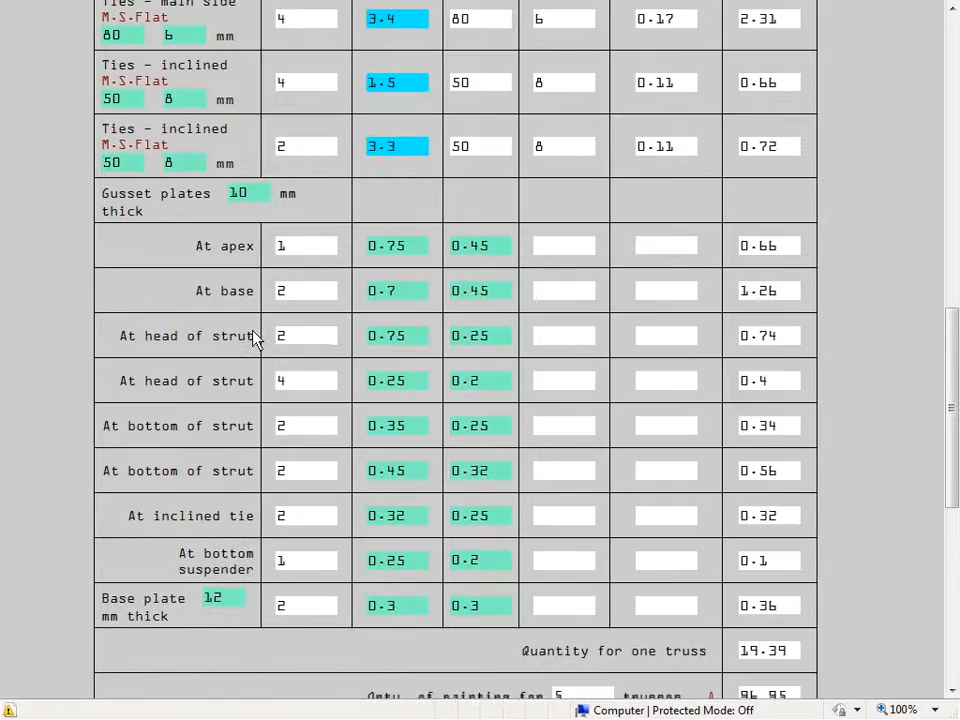 Ties - main side
M.S.Flat
80 6 mm
4 3.4 80 6 0.17 2.31
Ties - inclined
M.S.Flat
50 8 mm
4 1.5 50 8 0.11 0.66
Ties - inclined
M.S.Flat
50 8 mm
2 3.3 50 8 0.11 0.72
Gusset plates 10 mm
thick
At apex 1 0.75 0.45 0.66
At base 2 0.7 0.45 1.26
At head of strut 2 0.75 0.25 0.74
At head of strut 4 0.25 0.2 0.4
At bottom of strut 2 0.35 0.25 0.34
At bottom of strut 2 0.45 0.32 0.56
At inclined tie 2 0.32 0.25 0.32
At bottom
suspender
1 0.25 0.2 0.1
Base plate 12
mm thick
2 0.3 0.3 0.36
Quantity for one truss 19.39
Qnty. of painting for 5 trusses A 96.95
Computer | Protected Mode: Off
100%